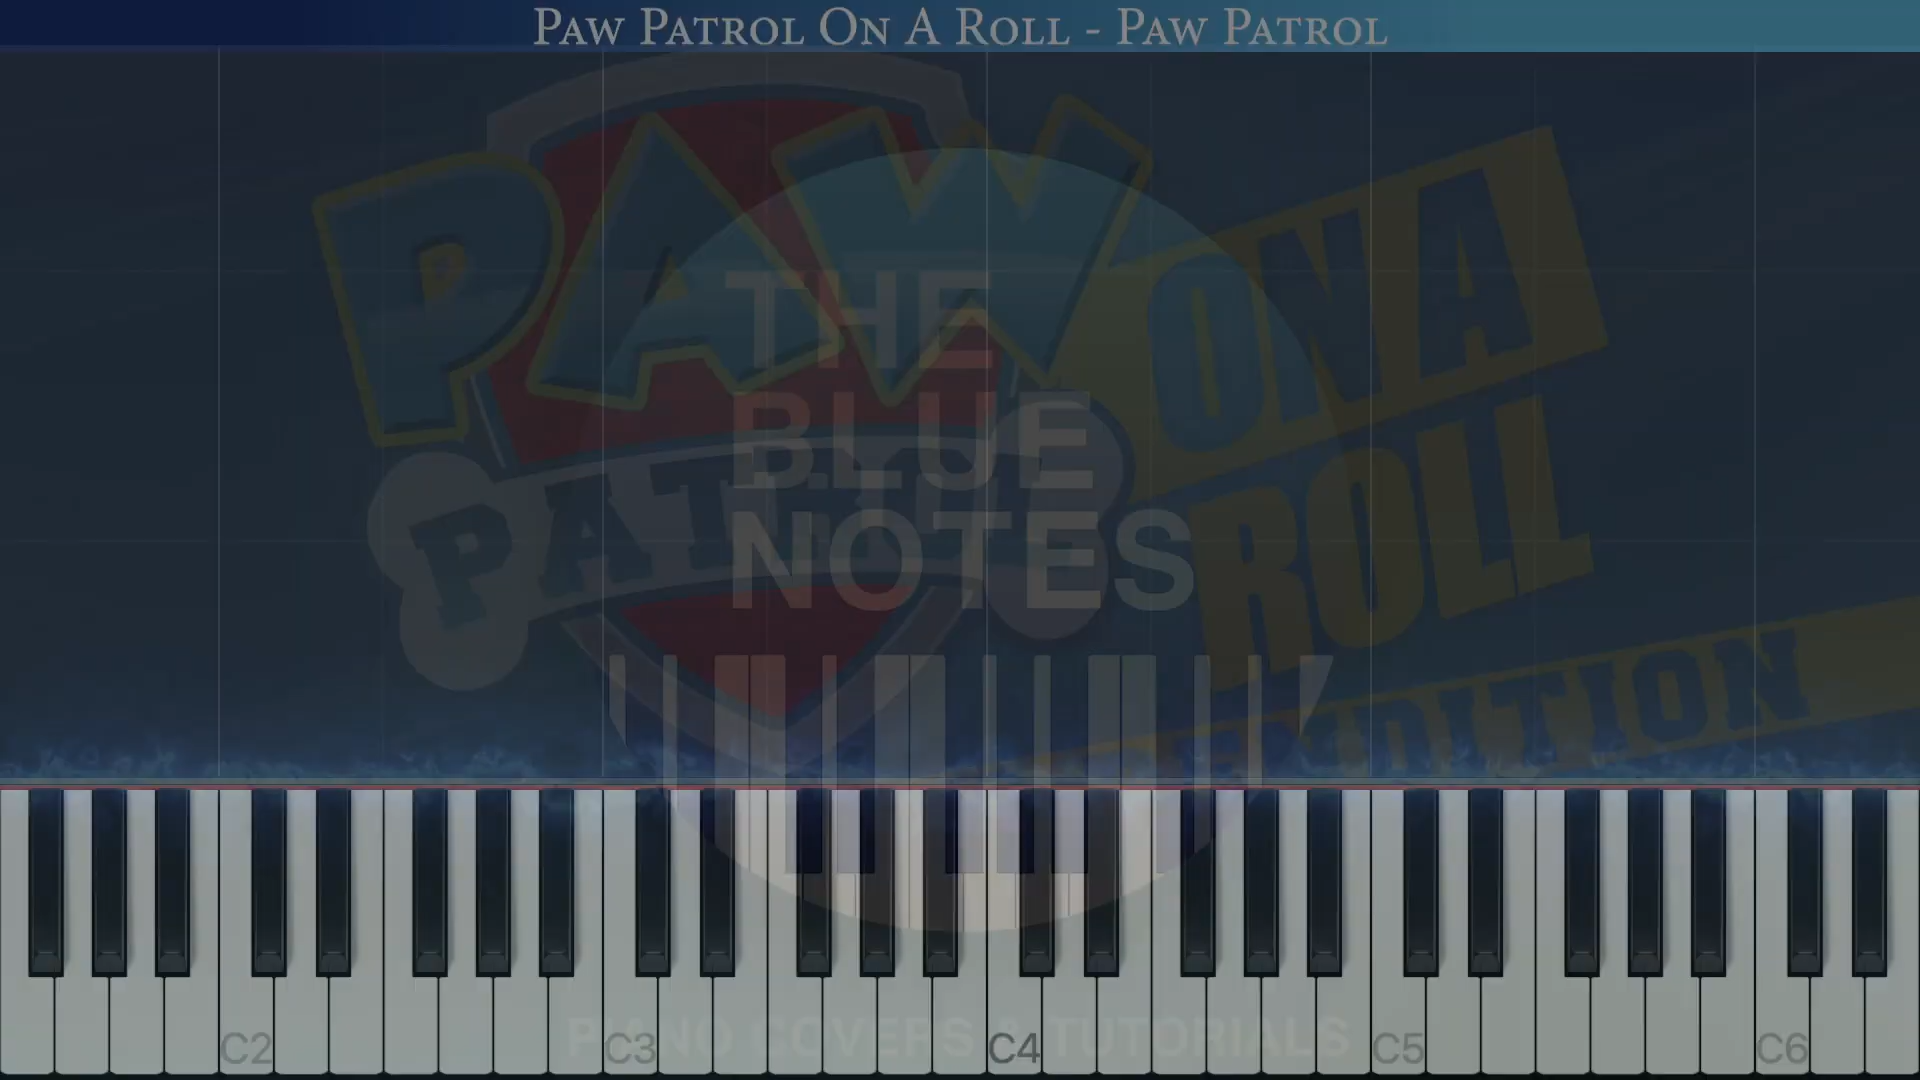 PAW PATROL ON A ROLL - PAW PATROL
PAW
PATROL
ON A
ROLL
EDITION
THE
BLUE
NOTES
PIANO COVERS & TUTORIALS
C2
C3
C4
C5
C6